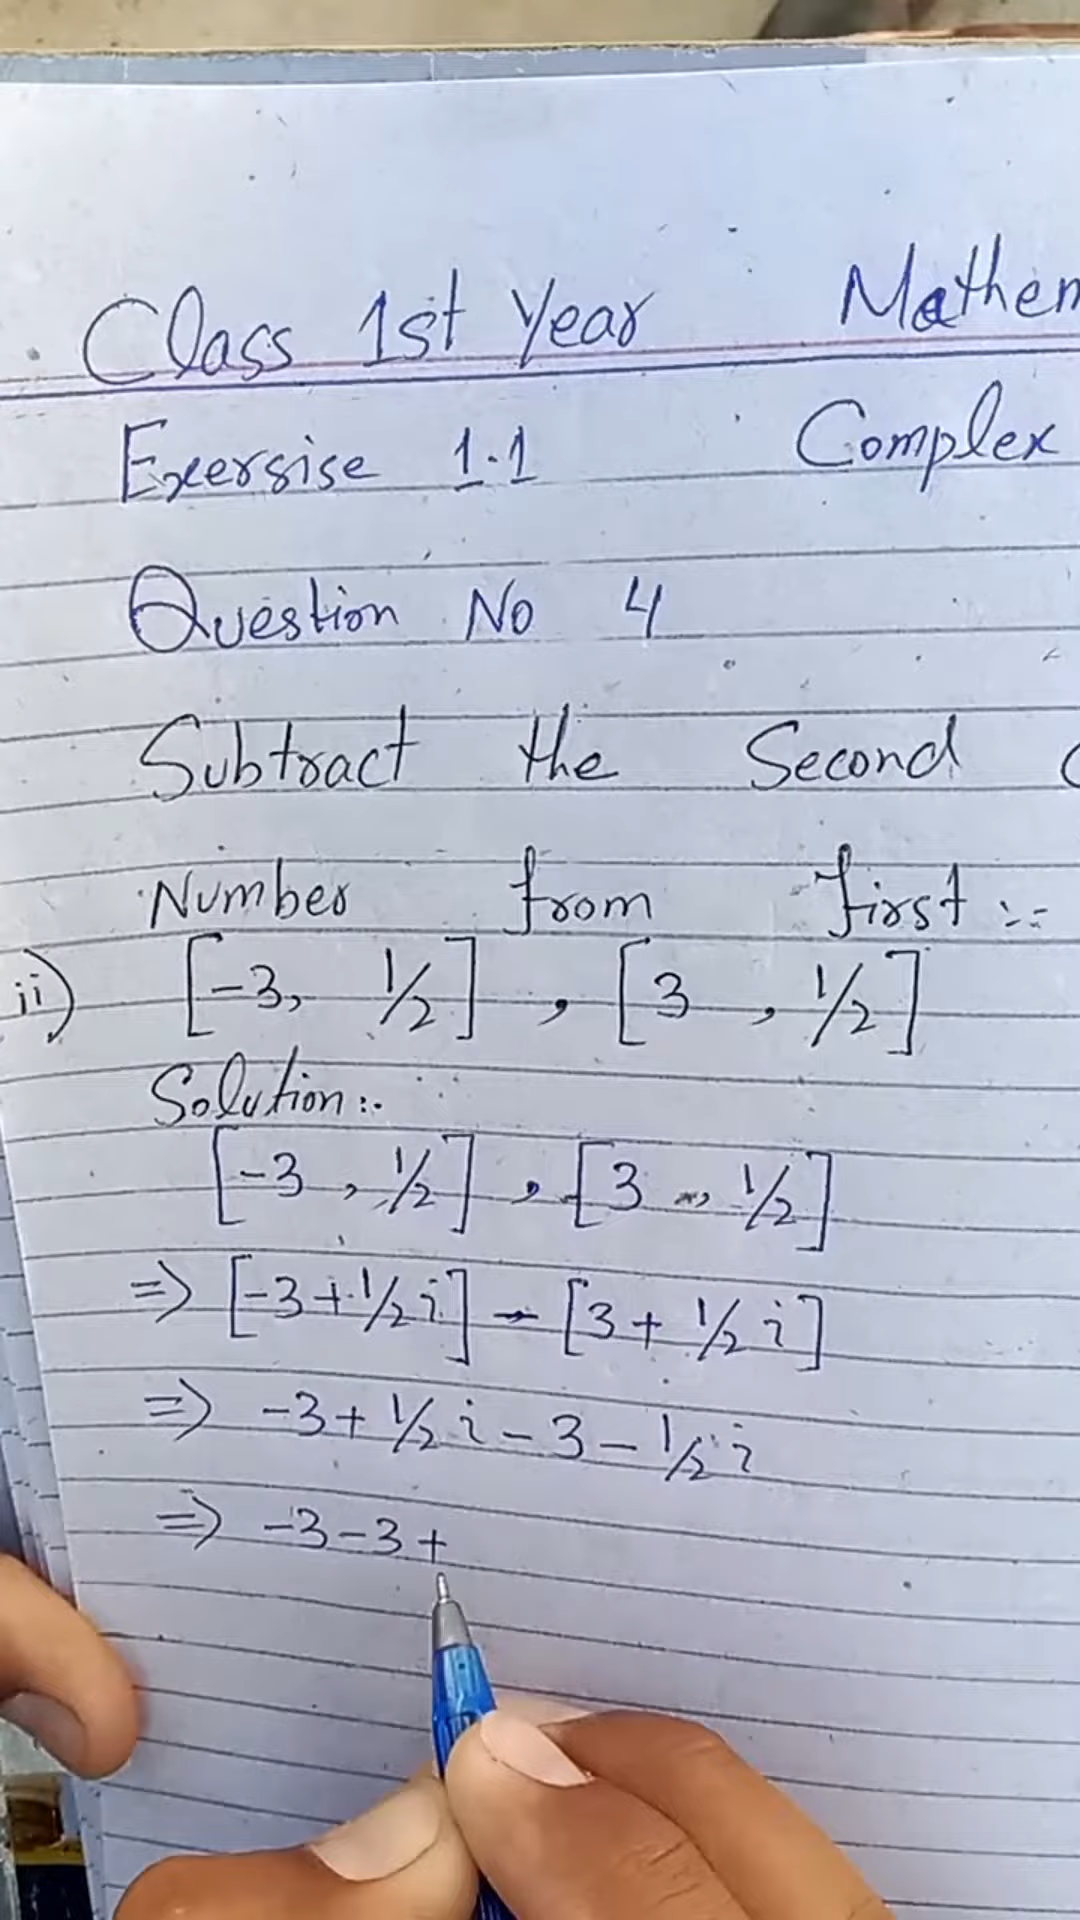 Class 1st Year Mathem
Exersise 1.1 Complex
Question No 4
Subtract the Second
Number from first :-
ii) [-3, 1/2] , [3 , 1/2]
Solution :-
[-3 , 1/2] , [3 , 1/2]
=> [-3 + 1/2 i] - [3 + 1/2 i]
=> -3 + 1/2 i - 3 - 1/2 i
=> -3 - 3 +